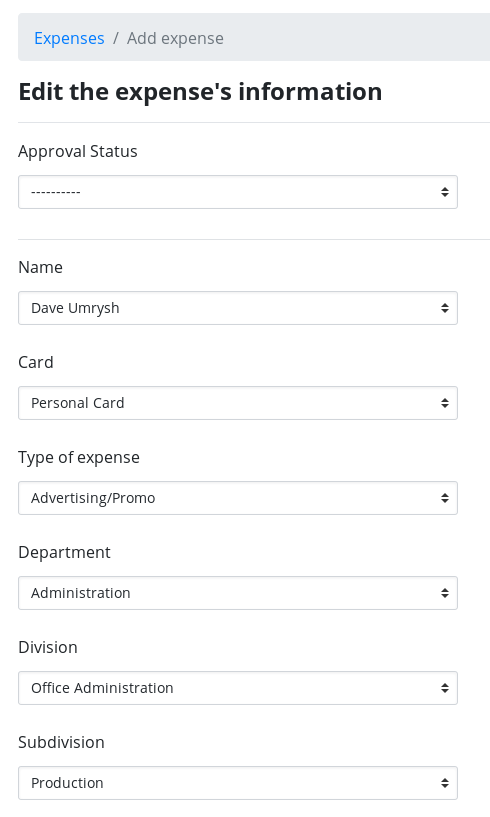 Expenses / Add expense
Edit the expense's information
Approval Status
----------
Name
Dave Umrysh
Card
Personal Card
Type of expense
Advertising/Promo
Department
Administration
Division
Office Administration
Subdivision
Production